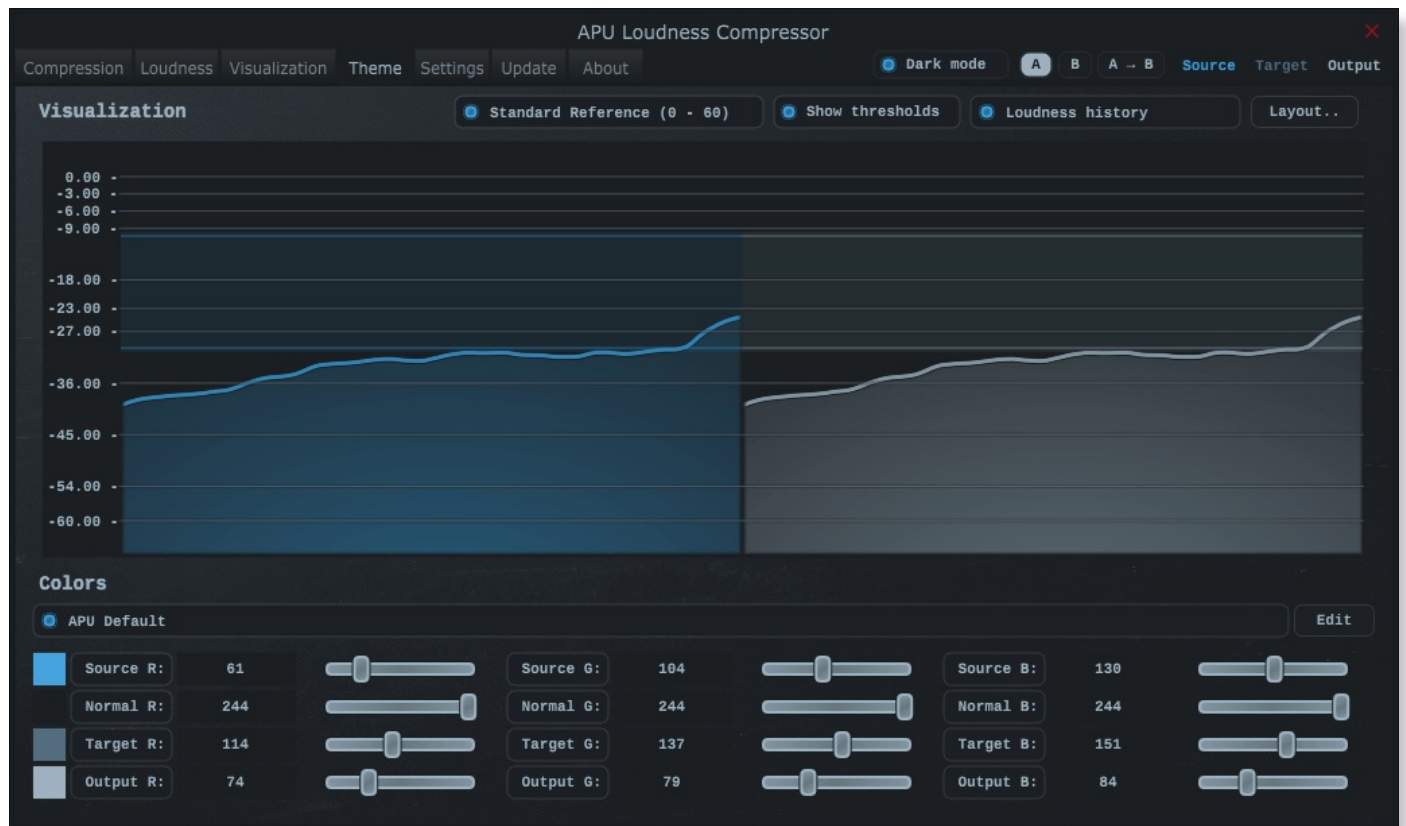 APU Loudness Compressor
Compression Loudness Visualization Theme Settings Update About Dark mode A B A → B Source Target Output
Visualization Standard Reference (0 - 60) Show thresholds Loudness history Layout..
0.00 -
-3.00 -
-6.00 -
-9.00 -
-18.00 -
-23.00 -
-27.00 -
-36.00 -
-45.00 -
-54.00 -
-60.00 -
Colors
APU Default Edit
Source R: 61 Source G: 104 Source B: 130
Normal R: 244 Normal G: 244 Normal B: 244
Target R: 114 Target G: 137 Target B: 151
Output R: 74 Output G: 79 Output B: 84